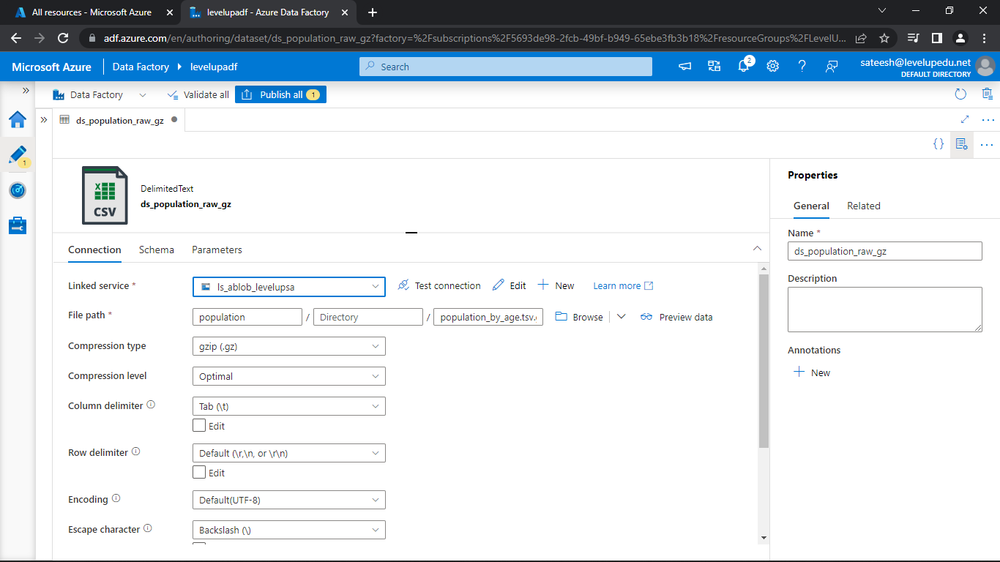 All resources - Microsoft Azure
levelupadf - Azure Data Factory
adf.azure.com/en/authoring/dataset/ds_population_raw_gz?factory=%2Fsubscriptions%2F5693de98-2fcb-49bf-b949-65ebe3fb3b18%2FresourceGroups%2FLevelU...
Microsoft Azure Data Factory levelupadf
Search
2
sateesh@levelupedu.net
DEFAULT DIRECTORY
Data Factory Validate all Publish all 1
ds_population_raw_gz
1
{}
DelimitedText
ds_population_raw_gz
CSV
Connection Schema Parameters
Linked service * ls_ablob_levelupsa Test connection Edit New Learn more
File path * population / Directory / population_by_age.tsv. Browse Preview data
Compression type gzip (.gz)
Compression level Optimal
Column delimiter Tab (\t)
Edit
Row delimiter Default (\r,\n, or \r\n)
Edit
Encoding Default(UTF-8)
Escape character Backslash (\)
Properties
General Related
Name *
ds_population_raw_gz
Description
Annotations
New